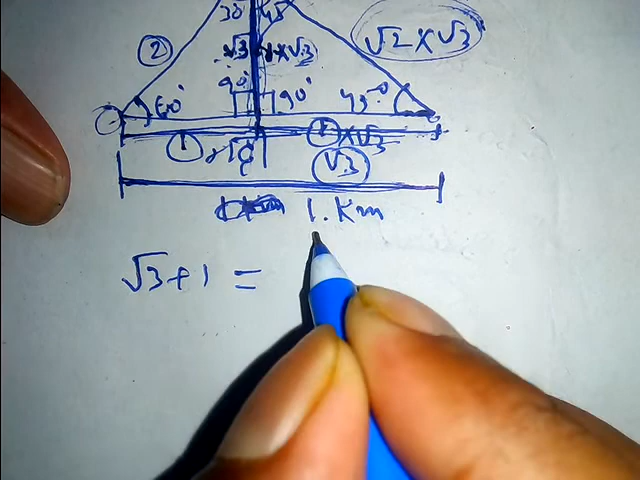 30° 45°
② √3 1×√3 √2 × √3
90°
60° 90° 45°
① ① ×√3
√3
1. Km
√3 + 1 =